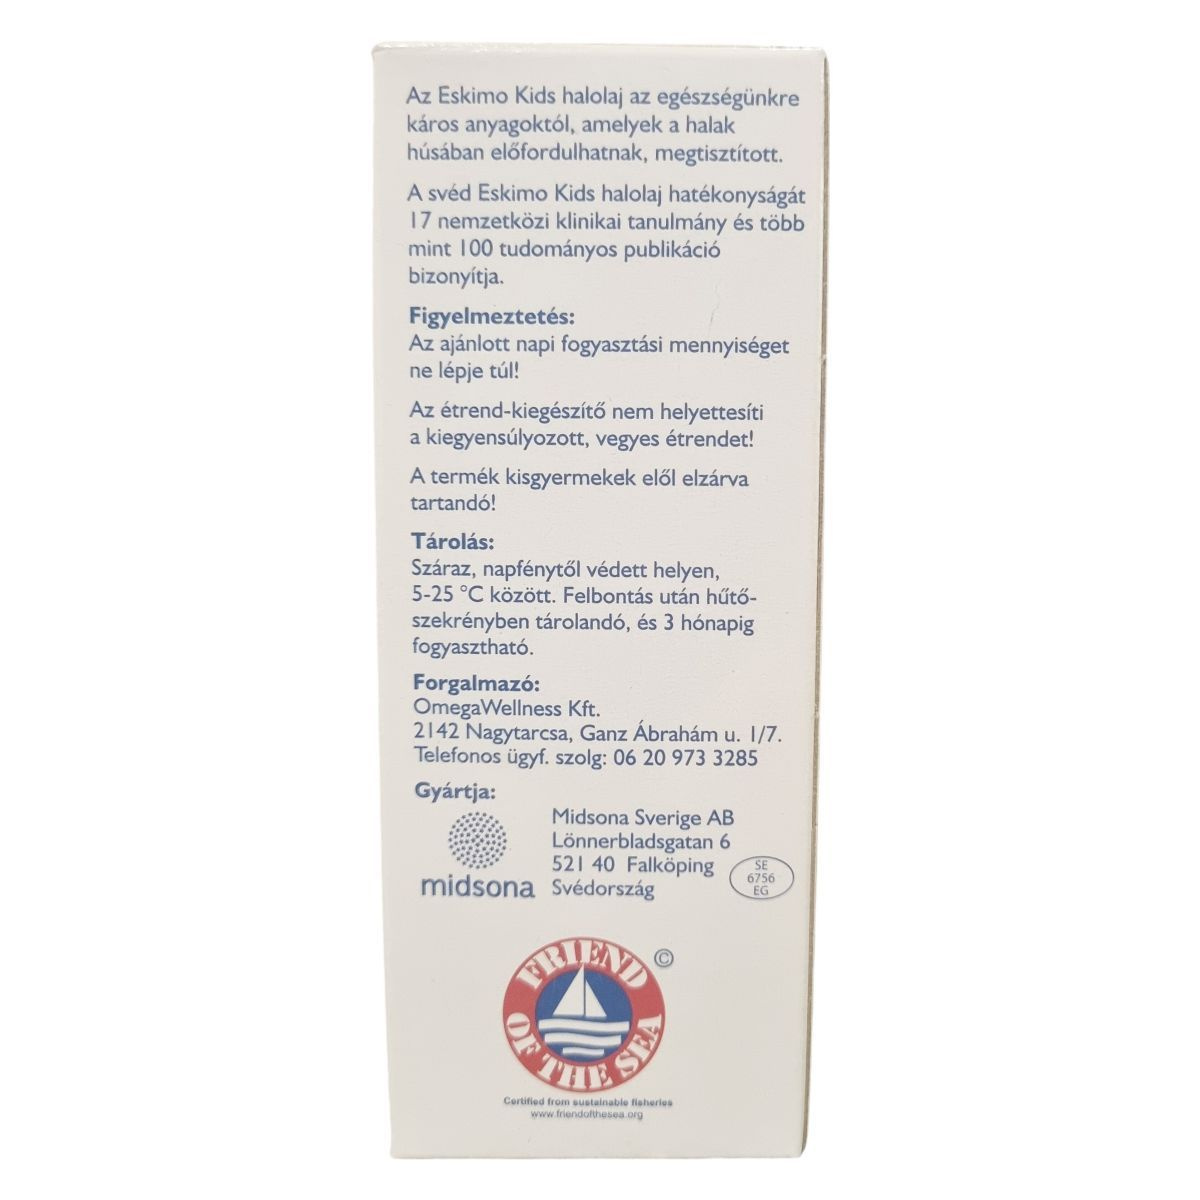 Az Eskimo Kids halolaj az egészségünkre
káros anyagoktól, amelyek a halak
húsában előfordulhatnak, megtisztított.
A svéd Eskimo Kids halolaj hatékonyságát
17 nemzetközi klinikai tanulmány és több
mint 100 tudományos publikáció
bizonyítja.
Figyelmeztetés:
Az ajánlott napi fogyasztási mennyiséget
ne lépje túl!
Az étrend-kiegészítő nem helyettesíti
a kiegyensúlyozott, vegyes étrendet!
A termék kisgyermekek elől elzárva
tartandó!
Tárolás:
Száraz, napfénytől védett helyen,
5-25 °C között. Felbontás után hűtő-
szekrényben tárolandó, és 3 hónapig
fogyasztható.
Forgalmazó:
OmegaWellness Kft.
2142 Nagytarcsa, Ganz Ábrahám u. 1/7.
Telefonos ügyf. szolg: 06 20 973 3285
Gyártja:
midsona
Midsona Sverige AB
Lönnerbladsgatan 6
521 40 Falköping
Svédország
SE
6756
EG
FRIEND
OF THE SEA
©
Certified from sustainable fisheries
www.friendofthesea.org